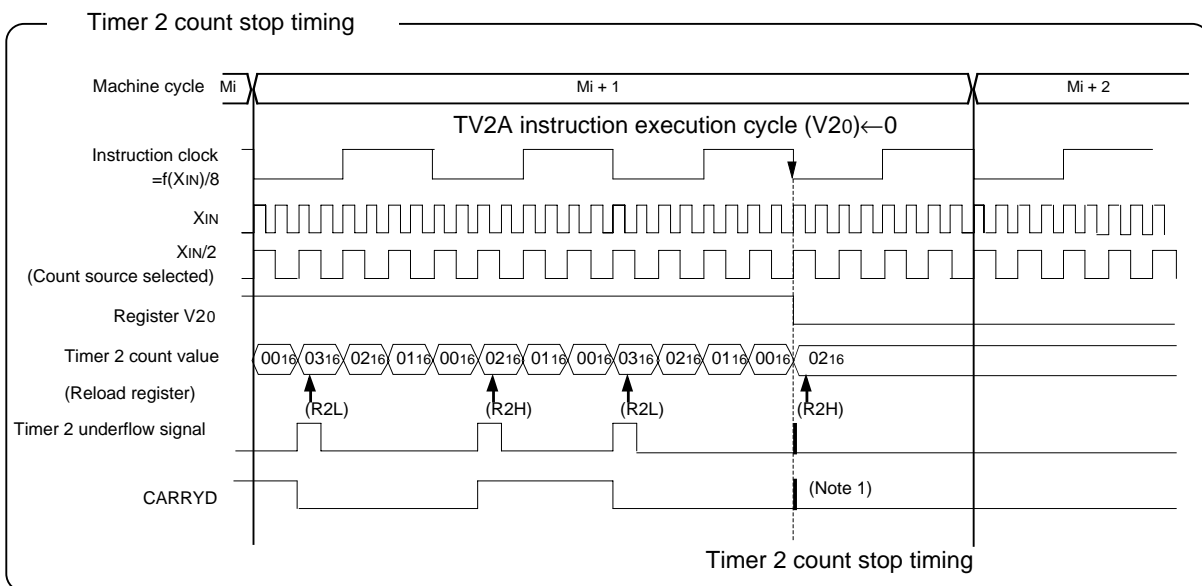 Timer 2 count stop timing
Machine cycle Mi Mi + 1 Mi + 2
TV2A instruction execution cycle (V20)←0
Instruction clock
=f(XIN)/8
XIN
XIN/2
(Count source selected)
Register V20
Timer 2 count value 0016 0316 0216 0116 0016 0216 0116 0016 0316 0216 0116 0016 0216
(Reload register)
(R2L) (R2H) (R2L) (R2H)
Timer 2 underflow signal
CARRYD (Note 1)
Timer 2 count stop timing